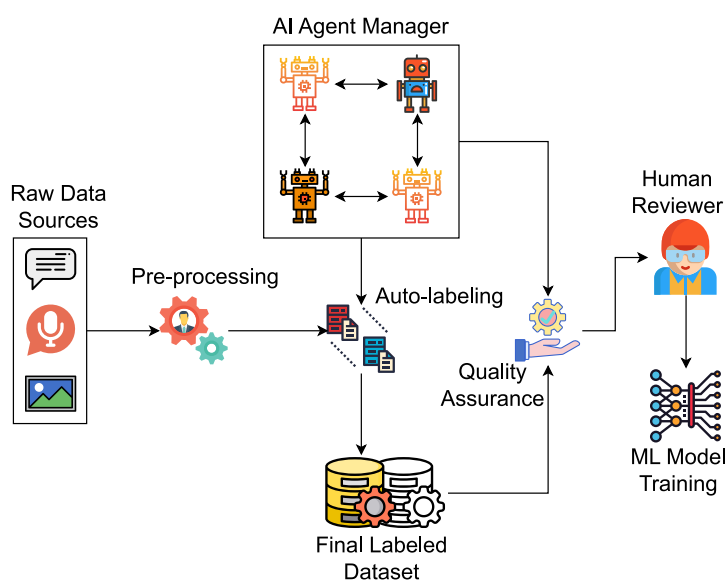 AI Agent Manager
Raw Data
Sources
Pre-processing
Auto-labeling
Human
Reviewer
Quality
Assurance
ML Model
Training
Final Labeled
Dataset